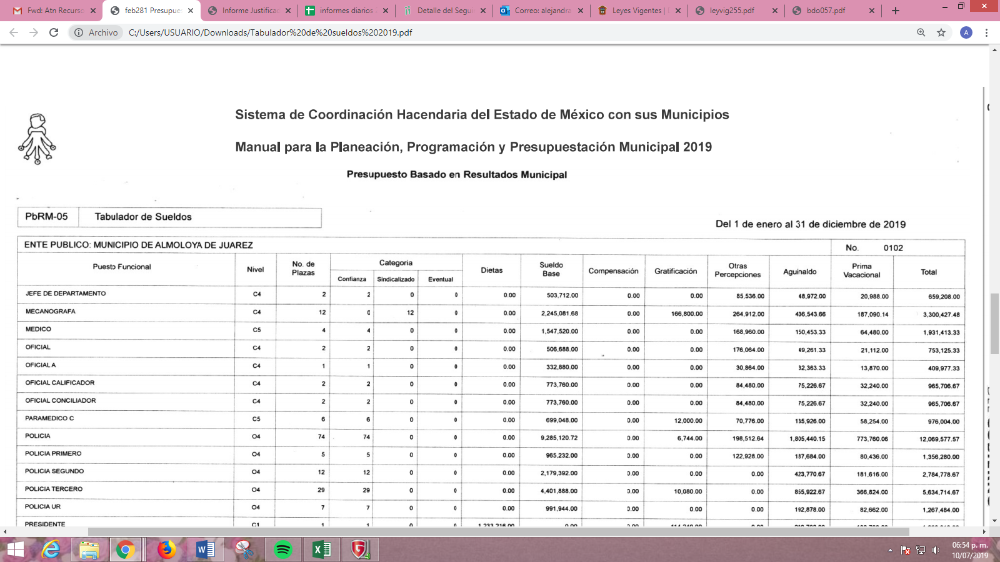 Fwd: Atn Recurso
feb281 Presupue
Informe Justifica
informes diarios
Detalle del Segui
Correo: alejandra
Leyes Vigentes |
leyvig255.pdf
bdo057.pdf
Archivo C:/Users/USUARIO/Downloads/Tabulador%20de%20sueldos%202019.pdf A
Sistema de Coordinación Hacendaria del Estado de México con sus Municipios
Manual para la Planeación, Programación y Presupuestación Municipal 2019
Presupuesto Basado en Resultados Municipal
PbRM-05 Tabulador de Sueldos
Del 1 de enero al 31 de diciembre de 2019
ENTE PUBLICO: MUNICIPIO DE ALMOLOYA DE JUAREZ No. 0102
Puesto Funcional Nivel No. de Plazas Categoria Confianza Sindicalizado Eventual Dietas Sueldo Base Compensación Gratificación Otras Percepciones Aguinaldo Prima Vacacional Total
JEFE DE DEPARTAMENTO C4 2 2 0 0 0.00 503,712.00 0.00 0.00 85,536.00 48,972.00 20,988.00 659,208.00
MECANOGRAFA C4 12 0 12 0 0.00 2,245,081.68 0.00 166,800.00 264,912.00 436,543.66 187,090.14 3,300,427.48
MEDICO C5 4 4 0 0 0.00 1,547,520.00 0.00 0.00 168,960.00 150,453.33 64,480.00 1,931,413.33
OFICIAL C4 2 2 0 0 0.00 506,688.00 0.00 0.00 176,064.00 49,261.33 21,112.00 753,125.33
OFICIAL A C4 1 1 0 0 0.00 332,880.00 0.00 0.00 30,864.00 32,363.33 13,870.00 409,977.33
OFICIAL CALIFICADOR C4 2 2 0 0 0.00 773,760.00 0.00 0.00 84,480.00 75,226.67 32,240.00 965,706.67
OFICIAL CONCILIADOR C4 2 2 0 0 0.00 773,760.00 0.00 0.00 84,480.00 75,226.67 32,240.00 965,706.67
PARAMEDICO C C5 6 6 0 0 0.00 699,048.00 0.00 12,000.00 70,776.00 135,926.00 58,254.00 976,004.00
POLICIA O4 74 74 0 0 0.00 9,285,120.72 0.00 6,744.00 198,512.64 1,805,440.15 773,760.06 12,069,577.57
POLICIA PRIMERO O4 5 5 0 0 0.00 965,232.00 0.00 0.00 122,928.00 187,684.00 80,436.00 1,356,280.00
POLICIA SEGUNDO O4 12 12 0 0 0.00 2,179,392.00 0.00 0.00 0.00 423,770.67 181,616.00 2,784,778.67
POLICIA TERCERO O4 29 29 0 0 0.00 4,401,888.00 0.00 10,080.00 0.00 855,922.67 366,824.00 5,634,714.67
POLICIA UR O4 7 7 0 0 0.00 991,944.00 0.00 0.00 0.00 192,878.00 82,662.00 1,267,484.00
PRESIDENTE C1 1 1 0 0 1,233,216.00 0.00 0.00
06:54 p. m.
10/07/2019